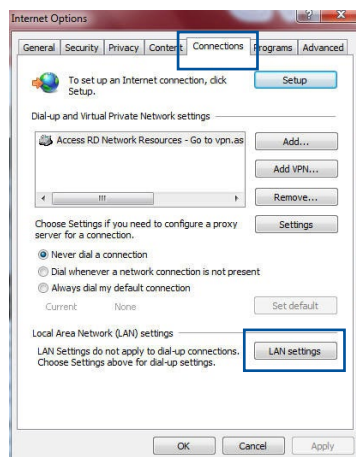 Internet Options
General Security Privacy Content Connections Programs Advanced
To set up an Internet connection, click
Setup.
Setup
Dial-up and Virtual Private Network settings
Access RD Network Resources - Go to vpn.as
Add...
Add VPN...
Remove...
Choose Settings if you need to configure a proxy
server for a connection.
Settings
Never dial a connection
Dial whenever a network connection is not present
Always dial my default connection
Current None
Set default
Local Area Network (LAN) settings
LAN Settings do not apply to dial-up connections.
Choose Settings above for dial-up settings.
LAN settings
OK Cancel Apply